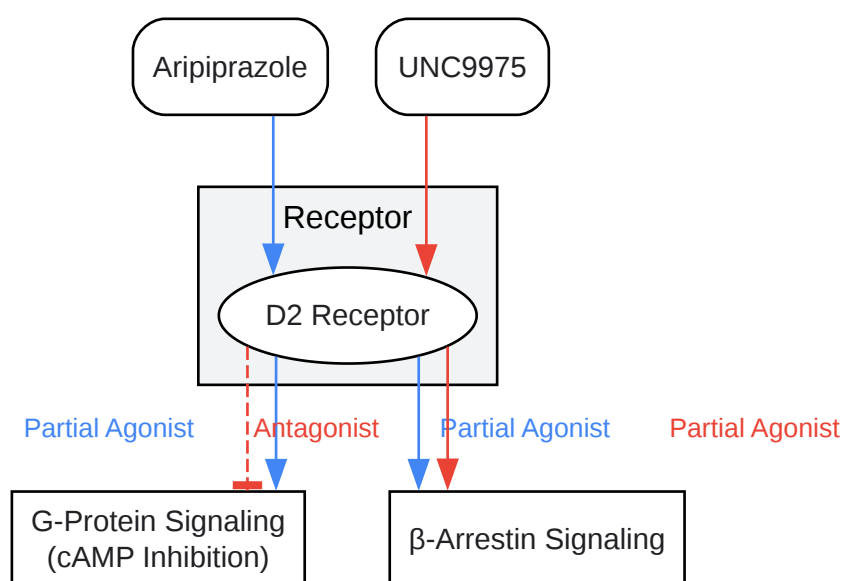 Aripiprazole
UNC9975
Receptor
D2 Receptor
Partial Agonist
Antagonist
Partial Agonist
Partial Agonist
G-Protein Signaling
(cAMP Inhibition)
β-Arrestin Signaling